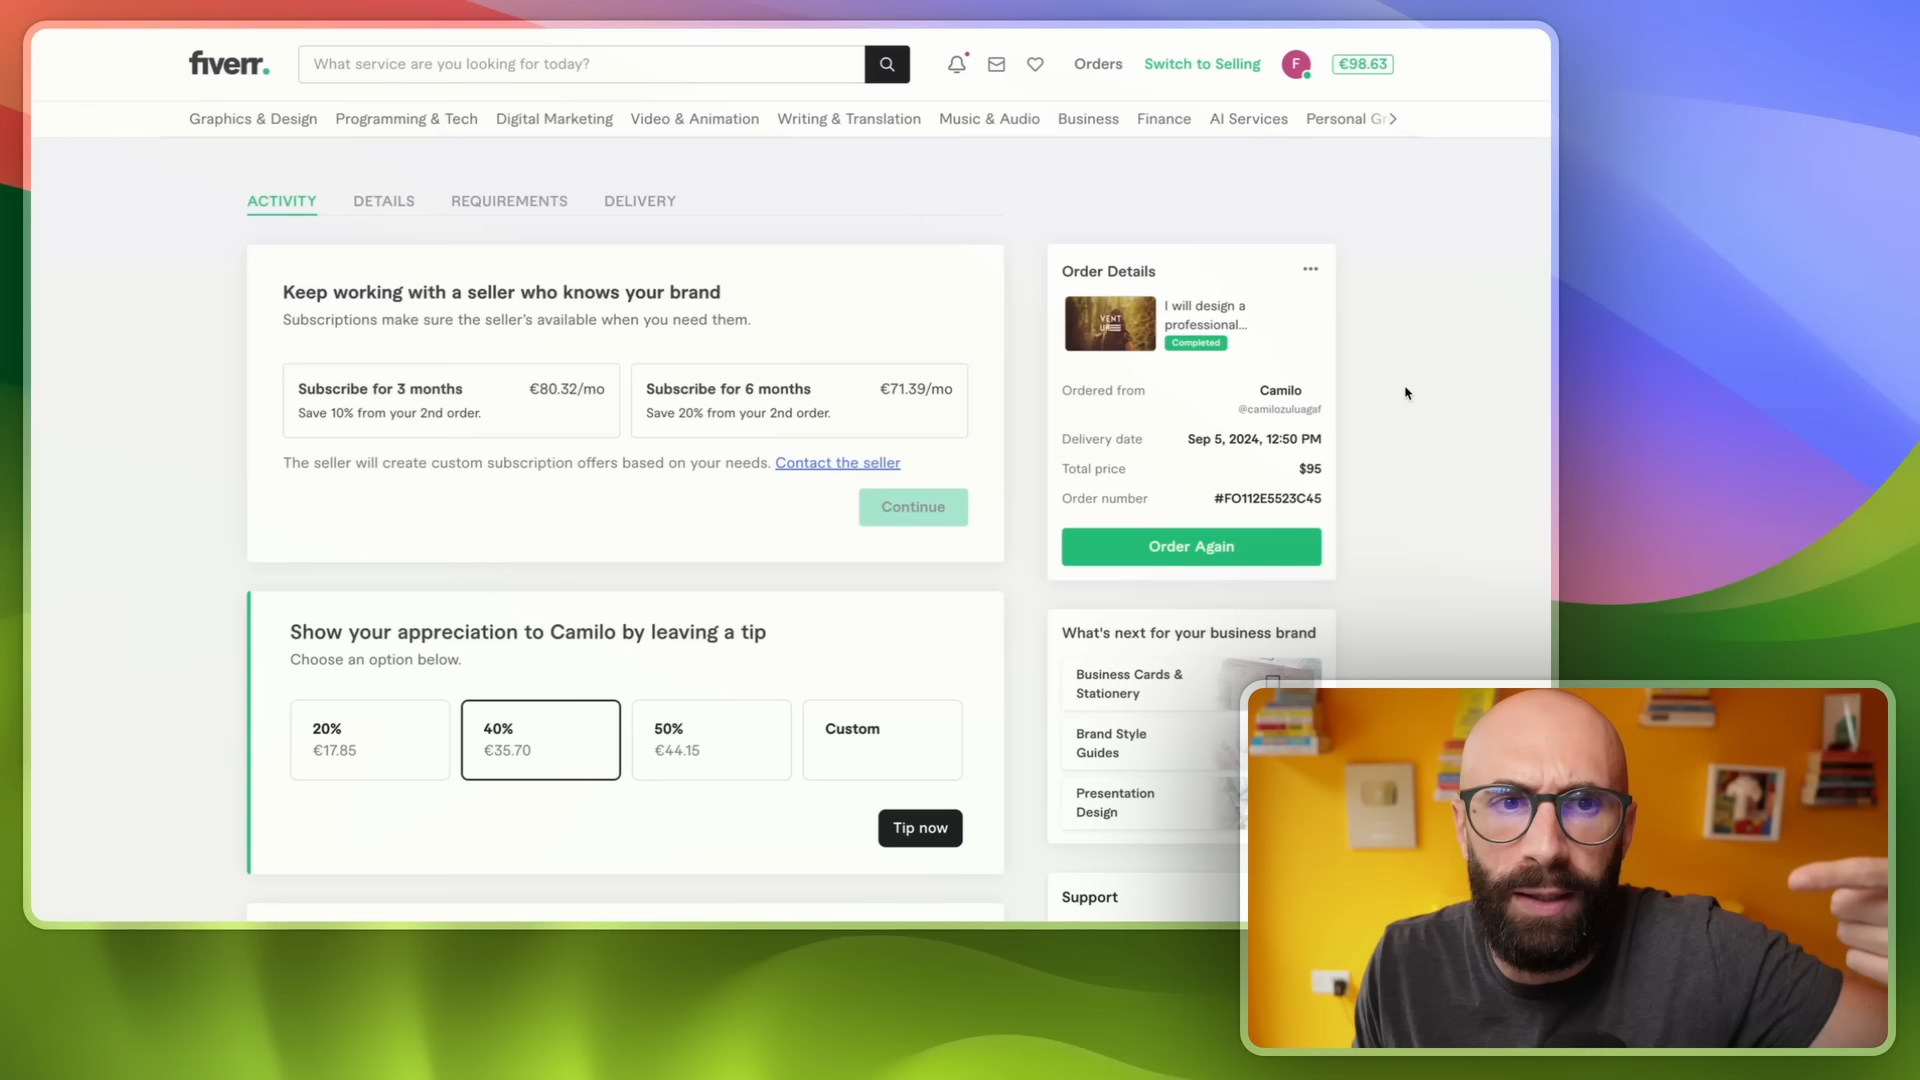 fiverr.
What service are you looking for today?
Orders
Switch to Selling
F
€98.63
Graphics & Design
Programming & Tech
Digital Marketing
Video & Animation
Writing & Translation
Music & Audio
Business
Finance
AI Services
Personal Gr
ACTIVITY
DETAILS
REQUIREMENTS
DELIVERY
Keep working with a seller who knows your brand
Subscriptions make sure the seller's available when you need them.
Subscribe for 3 months €80.32/mo
Save 10% from your 2nd order.
Subscribe for 6 months €71.39/mo
Save 20% from your 2nd order.
The seller will create custom subscription offers based on your needs. Contact the seller
Continue
Show your appreciation to Camilo by leaving a tip
Choose an option below.
20%
€17.85
40%
€35.70
50%
€44.15
Custom
Tip now
Order Details
VENT
I will design a
professional...
Completed
Ordered from Camilo
@camilozuluagaf
Delivery date Sep 5, 2024, 12:50 PM
Total price $95
Order number #FO112E5523C45
Order Again
What's next for your business brand
Business Cards &
Stationery
Brand Style
Guides
Presentation
Design
Support